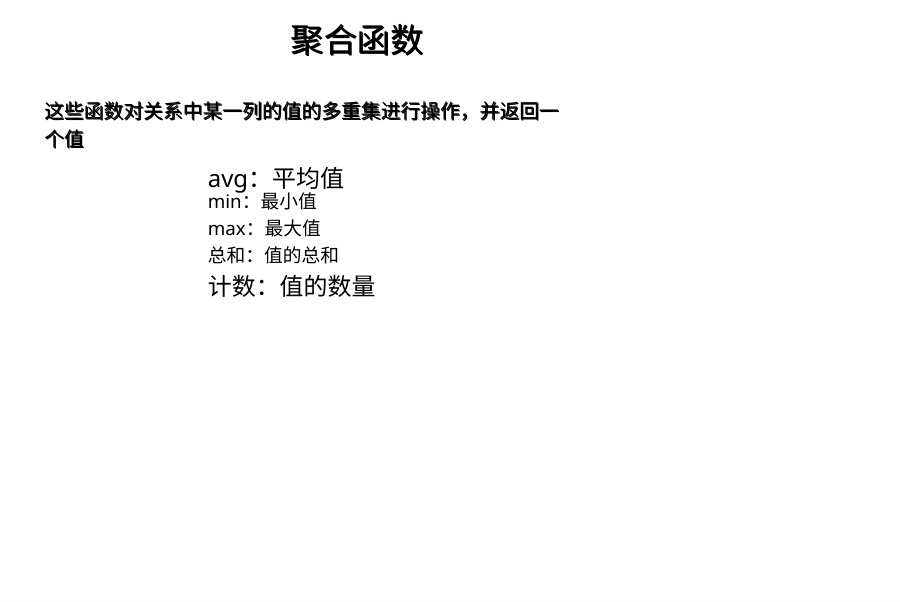 聚合函数
这些函数对关系中某一列的值的多重集进行操作，并返回一
个值
avg：平均值
min：最小值
max：最大值
总和：值的总和
计数：值的数量